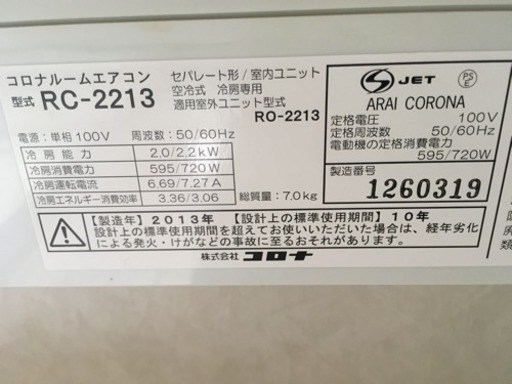 コロナルームエアコン
型式 RC-2213
セパレート形/室内ユニット
空冷式 冷房専用
適用室外ユニット型式
RO-2213
電源:単相100V 周波数:50/60Hz
冷房能力 2.0/2.2kW
冷房消費電力 595/720W
冷房運転電流 6.69/7.27A
冷房エネルギー消費効率 3.36/3.06
総質量:7.0kg
S JET PS E
ARAI CORONA
定格電圧 100V
定格周波数 50/60Hz
電動機の定格消費電力
595/720W
製造番号
1260319
【製造年】2013年 【設計上の標準使用期間】10年
設計上の標準使用期間を超えてお使いいただいた場合は、経年劣化
による発火・けがなどの事故に至るおそれがあります。
株式会社 コロナ